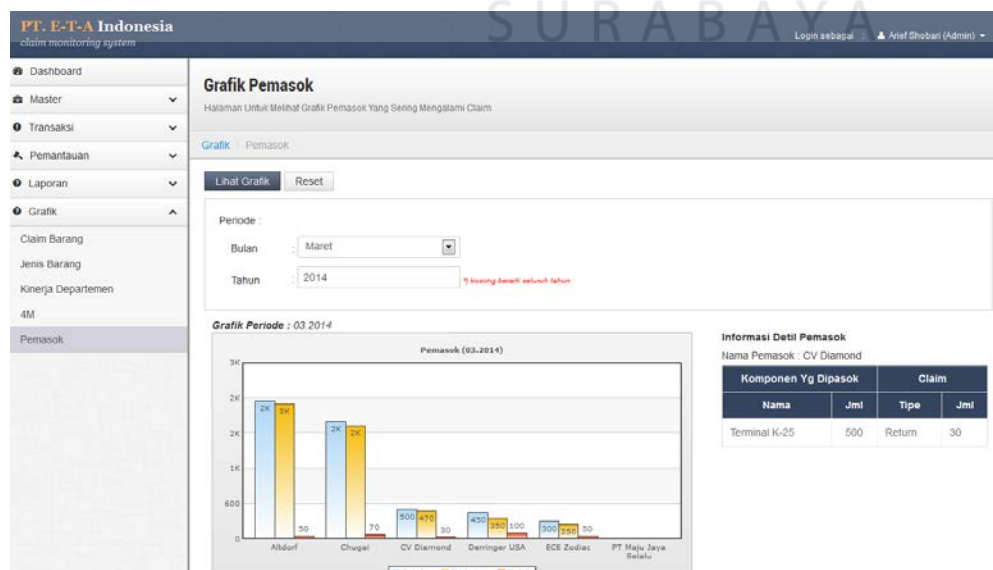 SURABAYA
PT. E-T-A Indonesia
claim monitoring system
Login sebagai : Arief Shobari (Admin)
Dashboard
Master
Transaksi
Pemantauan
Laporan
Grafik
Claim Barang
Jenis Barang
Kinerja Departemen
4M
Pemasok
Grafik Pemasok
Halaman Untuk Melihat Grafik Pemasok Yang Sering Mengalami Claim
Grafik / Pemasok
Lihat Grafik Reset
Periode :
Bulan : Maret
Tahun : 2014 *) kosong berarti seluruh tahun
Grafik Periode : 03.2014
Pemasok (03.2014)
3K
2K
2K
1K
600
0
2K 2K 50
2K 2K 70
500 470 30
450 350 100
300 250 50
Altdorf Chugai CV Diamond Derringer USA ECE Zodiac PT Maju Jaya Selalu
Informasi Detil Pemasok
Nama Pemasok : CV Diamond
Komponen Yg Dipasok Claim
Nama Jml Tipe Jml
Terminal K-25 500 Return 30